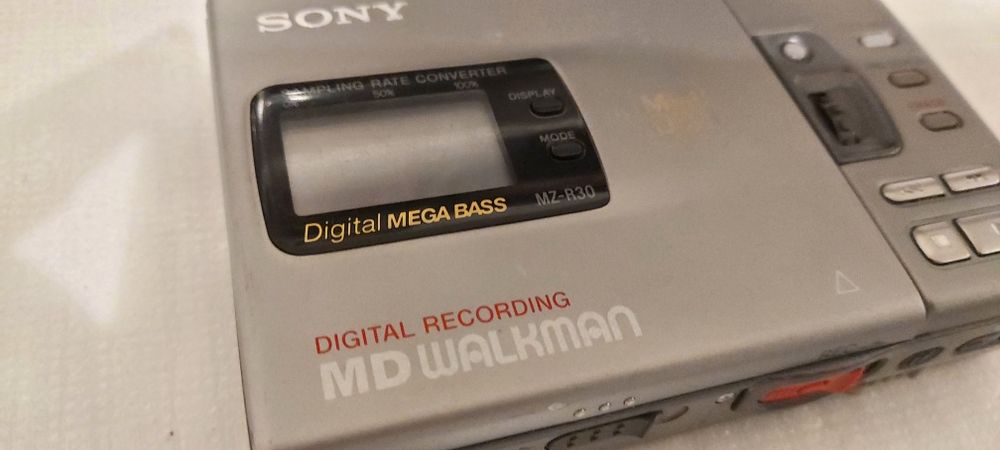 SONY
SAMPLING RATE CONVERTER
50% 100%
DISPLAY
MODE
Digital MEGA BASS MZ-R30
DIGITAL RECORDING
MD WALKMAN